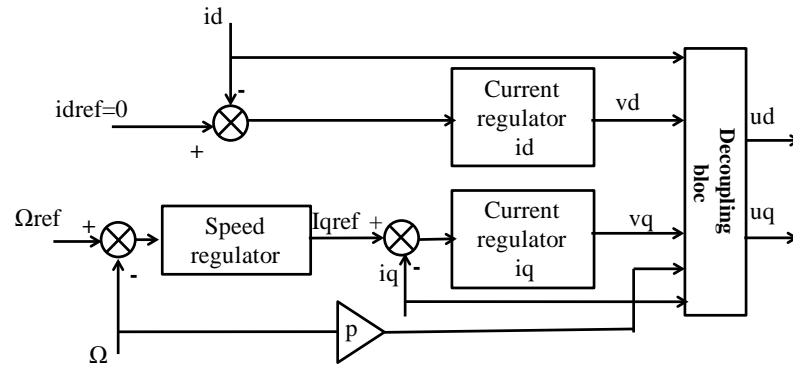 id
-
idref=0
+
Current
regulator
id
vd
ud
Decoupling
bloc
Ωref
+
-
Speed
regulator
Iqref
+
-
iq
Current
regulator
iq
vq
uq
p
Ω